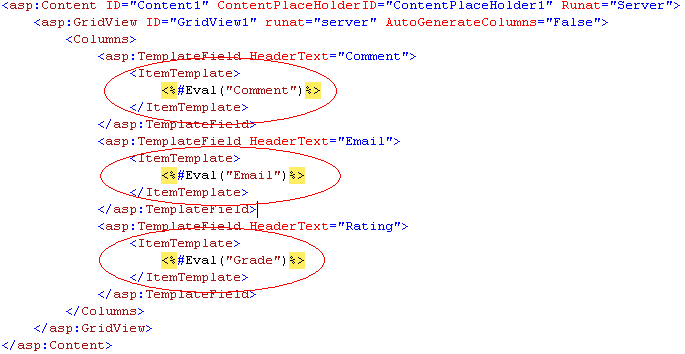 <asp:Content ID="Content1" ContentPlaceHolderID="ContentPlaceHolder1" Runat="Server">
    <asp:GridView ID="GridView1" runat="server" AutoGenerateColumns="False">
        <Columns>
            <asp:TemplateField HeaderText="Comment">
                <ItemTemplate>
                    <%#Eval("Comment")%>
                </ItemTemplate>
            </asp:TemplateField>
            <asp:TemplateField HeaderText="Email">
                <ItemTemplate>
                    <%#Eval("Email")%>
                </ItemTemplate>
            </asp:TemplateField>
            <asp:TemplateField HeaderText="Rating">
                <ItemTemplate>
                    <%#Eval("Grade")%>
                </ItemTemplate>
            </asp:TemplateField>
        </Columns>
    </asp:GridView>
</asp:Content>